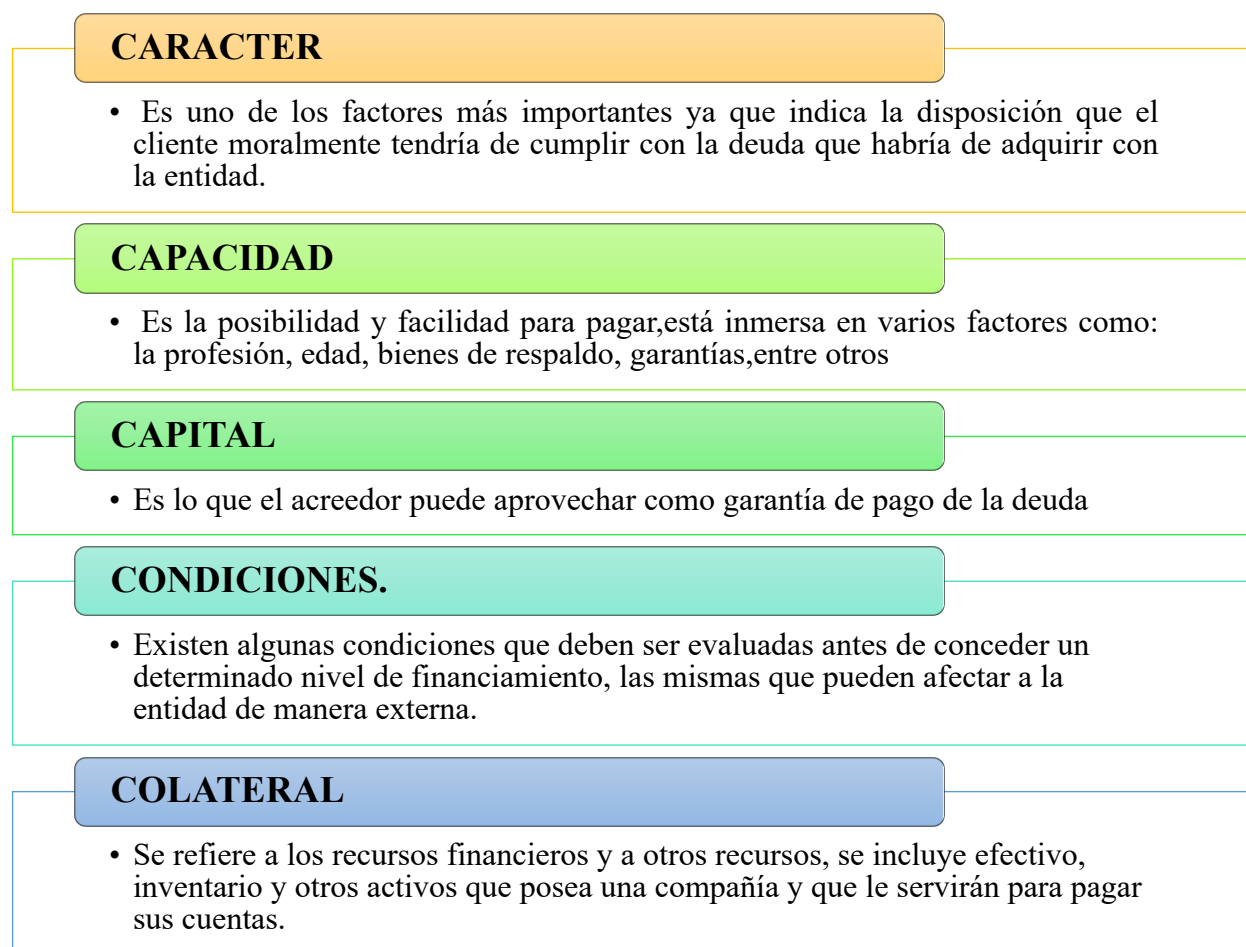 CARACTER
• Es uno de los factores más importantes ya que indica la disposición que el
cliente moralmente tendría de cumplir con la deuda que habría de adquirir con
la entidad.
CAPACIDAD
• Es la posibilidad y facilidad para pagar,está inmersa en varios factores como:
la profesión, edad, bienes de respaldo, garantías,entre otros
CAPITAL
• Es lo que el acreedor puede aprovechar como garantía de pago de la deuda
CONDICIONES.
• Existen algunas condiciones que deben ser evaluadas antes de conceder un
determinado nivel de financiamiento, las mismas que pueden afectar a la
entidad de manera externa.
COLATERAL
• Se refiere a los recursos financieros y a otros recursos, se incluye efectivo,
inventario y otros activos que posea una compañía y que le servirán para pagar
sus cuentas.